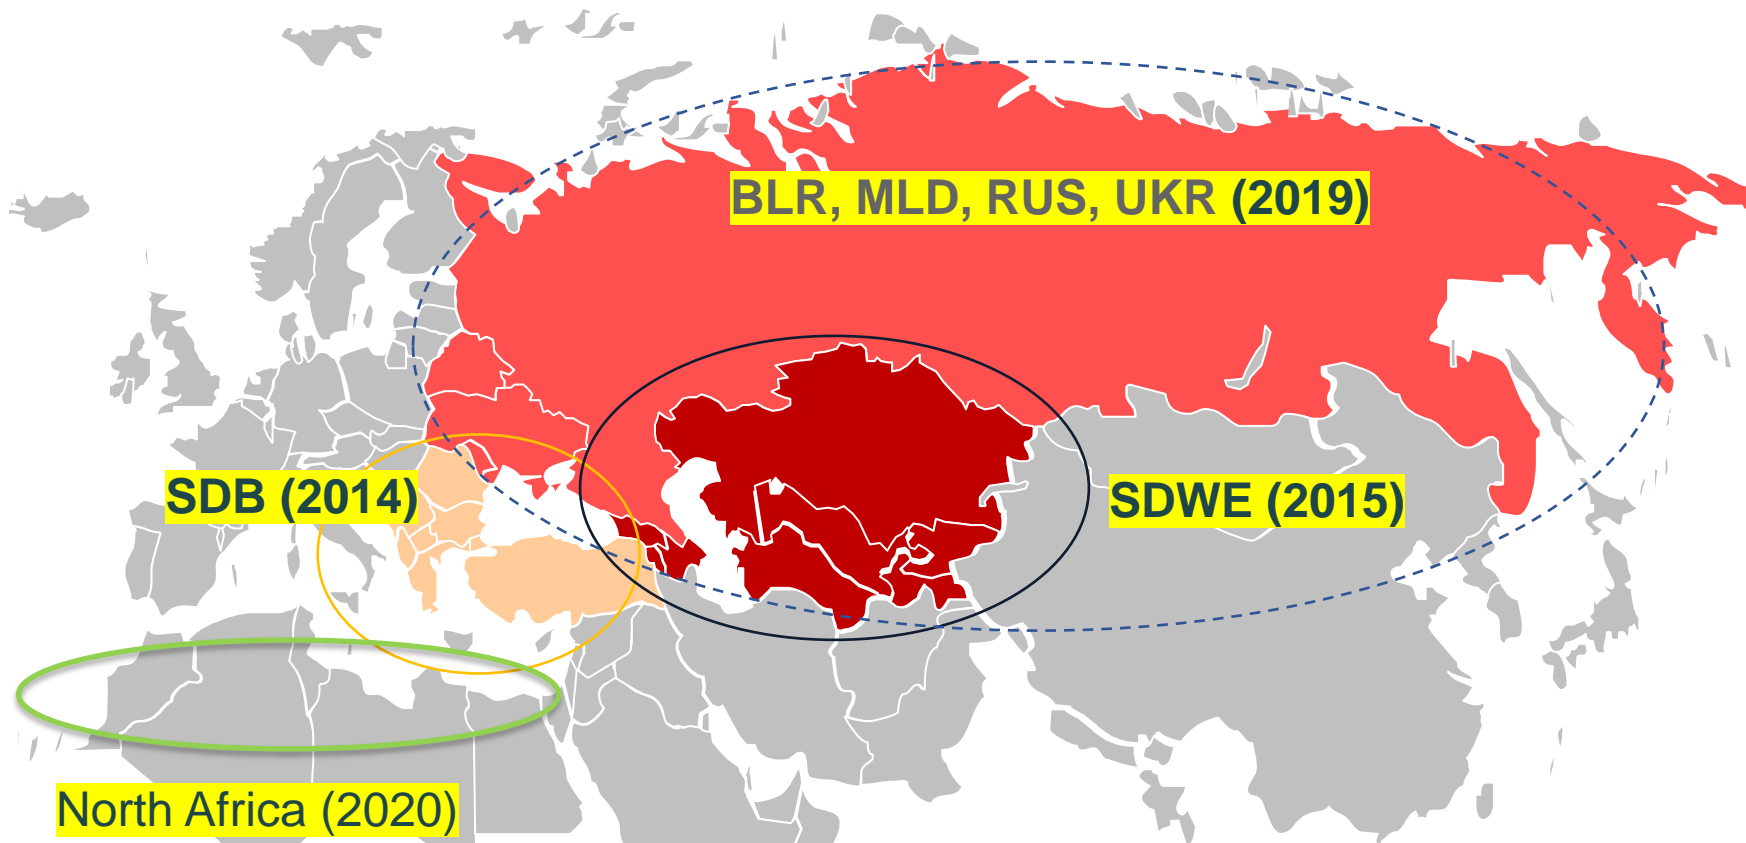 BLR, MLD, RUS, UKR (2019)
SDB (2014)
SDWE (2015)
North Africa (2020)